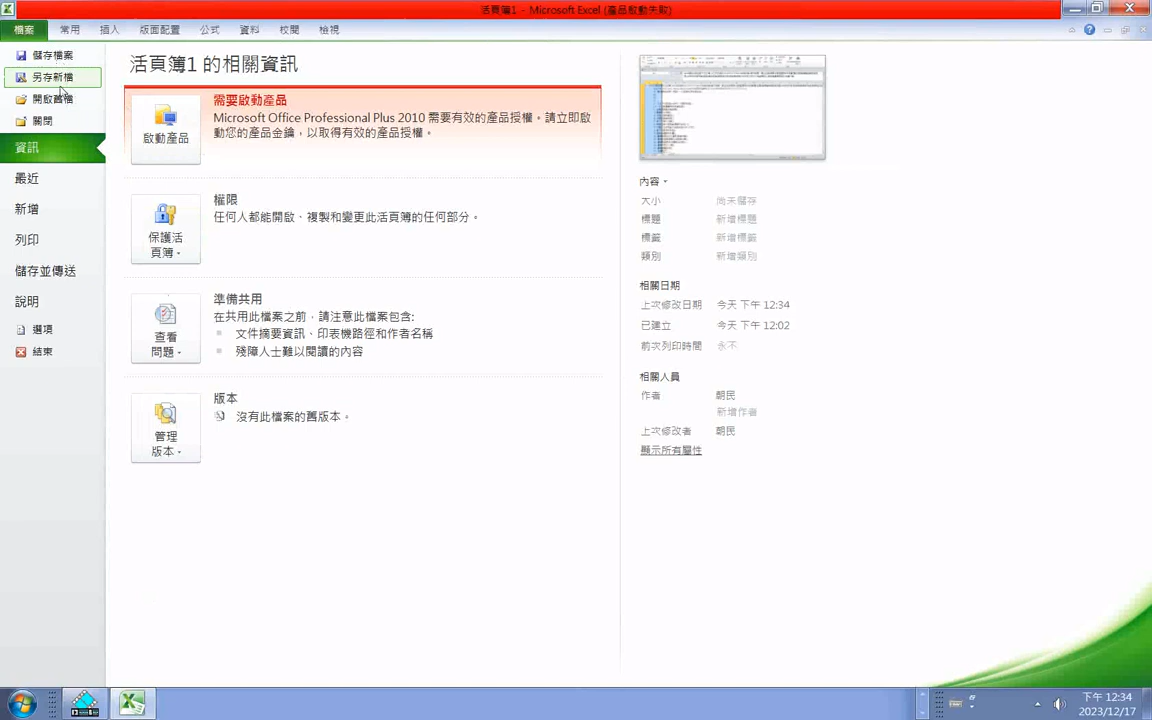 活頁簿1 - Microsoft Excel (產品啟動失敗)
檔案 常用 插入 版面配置 公式 資料 校閱 檢視
儲存檔案
另存新檔
開啟舊檔
關閉
資訊
最近
新增
列印
儲存並傳送
說明
選項
結束
活頁簿1 的相關資訊
啟動產品
需要啟動產品
Microsoft Office Professional Plus 2010 需要有效的產品授權。請立即啟
動您的產品金鑰，以取得有效的產品授權。
保護活
頁簿
權限
任何人都能開啟、複製和變更此活頁簿的任何部分。
查看
問題
準備共用
在共用此檔案之前，請注意此檔案包含:
文件摘要資訊、印表機路徑和作者名稱
殘障人士難以閱讀的內容
管理
版本
版本
沒有此檔案的舊版本。
內容
大小 尚未儲存
標題 新增標題
標籤 新增標籤
類別 新增類別
相關日期
上次修改日期 今天 下午 12:34
已建立 今天 下午 12:02
前次列印時間 永不
相關人員
作者 朝民
新增作者
上次修改者 朝民
顯示所有屬性
下午 12:34
2023/12/17